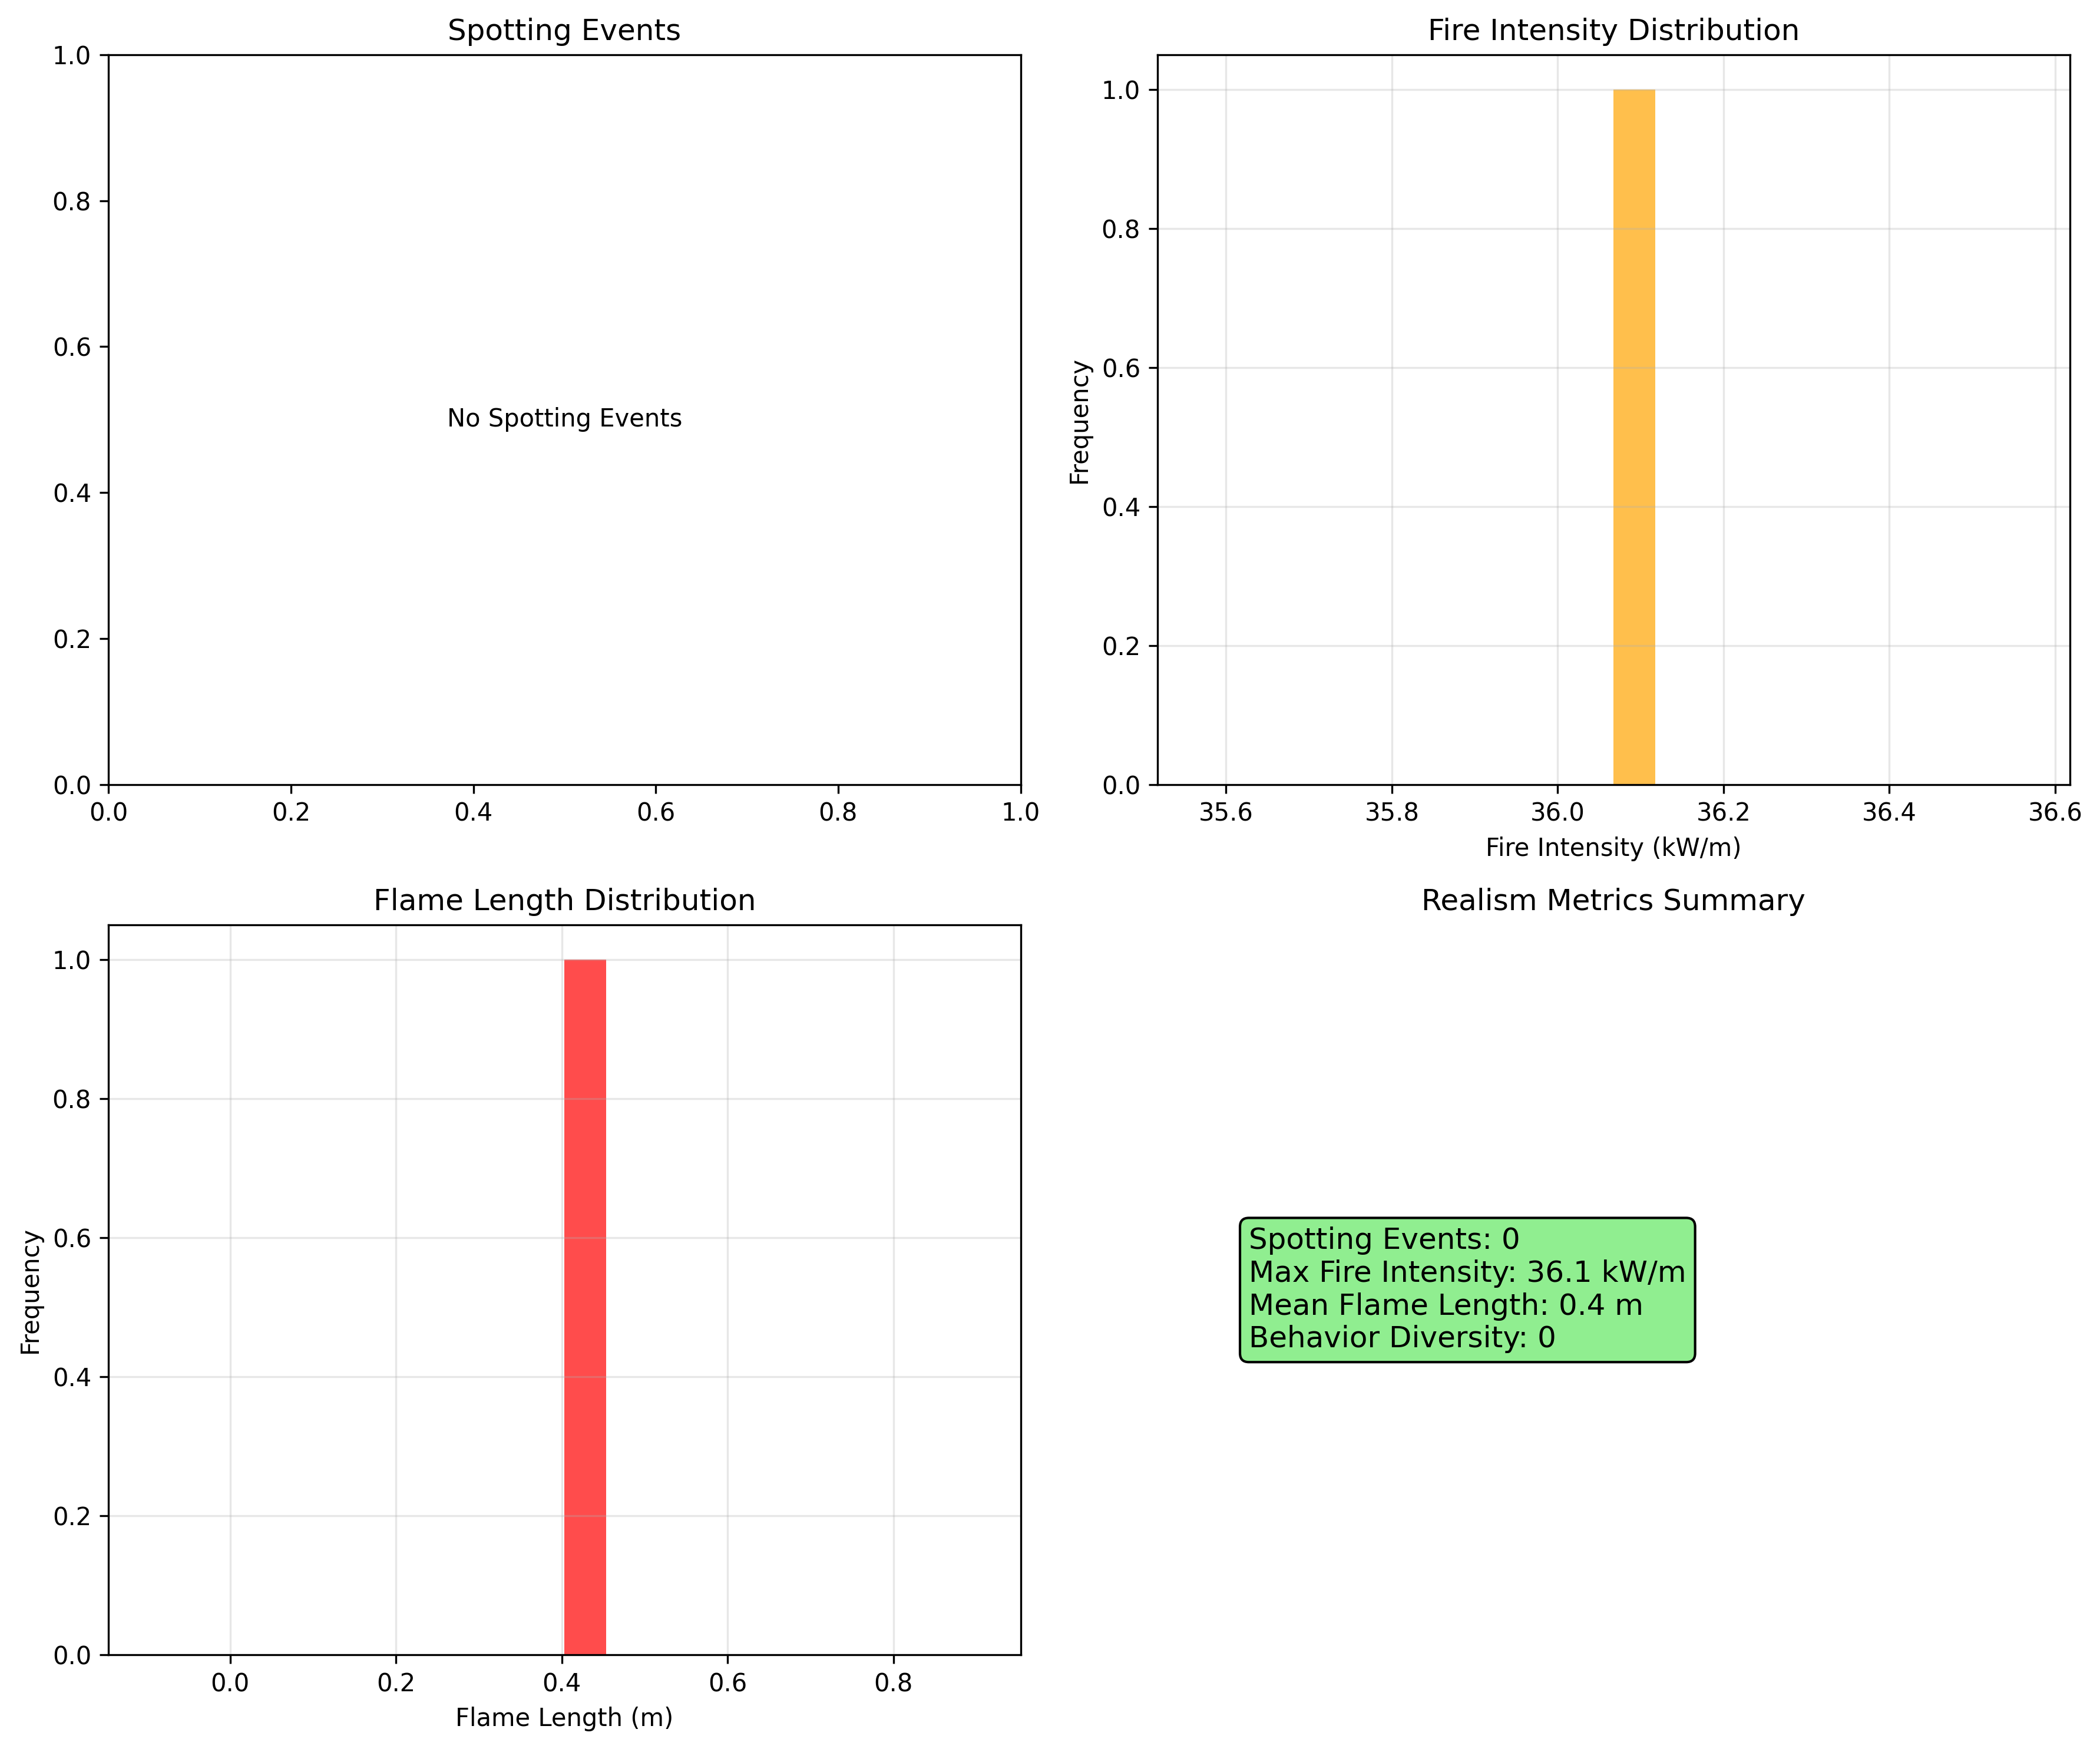 Spotting Events
1.0
0.8
0.6
0.4
0.2
0.0
No Spotting Events
0.0 0.2 0.4 0.6 0.8 1.0
Fire Intensity Distribution
1.0
0.8
0.6
0.4
0.2
0.0
Frequency
35.6 35.8 36.0 36.2 36.4 36.6
Fire Intensity (kW/m)
Flame Length Distribution
1.0
0.8
0.6
0.4
0.2
0.0
Frequency
0.0 0.2 0.4 0.6 0.8
Flame Length (m)
Realism Metrics Summary
Spotting Events: 0
Max Fire Intensity: 36.1 kW/m
Mean Flame Length: 0.4 m
Behavior Diversity: 0